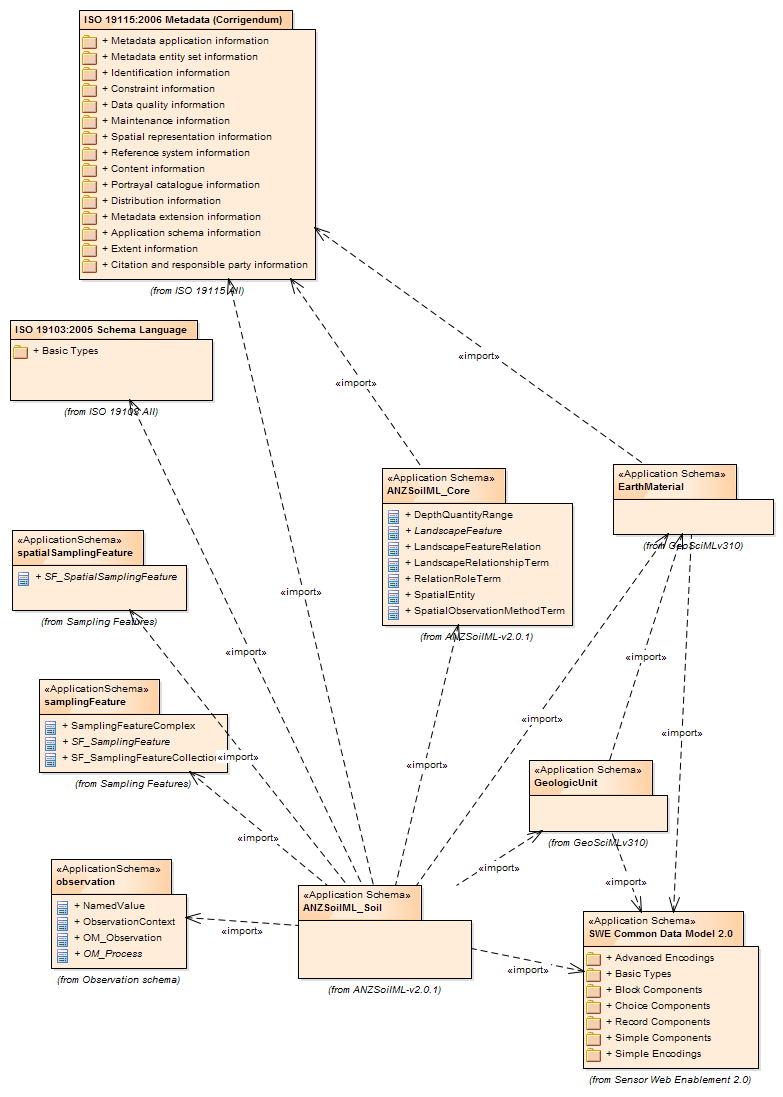 ISO 19115:2006 Metadata (Corrigendum)
+ Metadata application information
+ Metadata entity set information
+ Identification information
+ Constraint information
+ Data quality information
+ Maintenance information
+ Spatial representation information
+ Reference system information
+ Content information
+ Portrayal catalogue information
+ Distribution information
+ Metadata extension information
+ Application schema information
+ Extent information
+ Citation and responsible party information
(from ISO 19115 All)
ISO 19103:2005 Schema Language
+ Basic Types
(from ISO 19103 All)
«import»
«import»
«Application Schema»
ANZSoilML_Core
+ DepthQuantityRange
+ LandscapeFeature
+ LandscapeFeatureRelation
+ LandscapeRelationshipTerm
+ RelationRoleTerm
+ SpatialEntity
+ SpatialObservationMethodTerm
(from ANZSoilML-v2.0.1)
«Application Schema»
EarthMaterial
(from GeoSciMLv310)
«ApplicationSchema»
spatialSamplingFeature
+ SF_SpatialSamplingFeature
(from Sampling Features)
«import»
«import»
«import»
«ApplicationSchema»
samplingFeature
+ SamplingFeatureComplex
+ SF_SamplingFeature
+ SF_SamplingFeatureCollection
(from Sampling Features)
«import»
«import»
«import»
«import»
«Application Schema»
GeologicUnit
(from GeoSciMLv310)
«import»
«import»
«import»
«ApplicationSchema»
observation
+ NamedValue
+ ObservationContext
+ OM_Observation
+ OM_Process
(from Observation schema)
«import»
«Application Schema»
ANZSoilML_Soil
(from ANZSoilML-v2.0.1)
«import»
«Application Schema»
SWE Common Data Model 2.0
+ Advanced Encodings
+ Basic Types
+ Block Components
+ Choice Components
+ Record Components
+ Simple Components
+ Simple Encodings
(from Sensor Web Enablement 2.0)